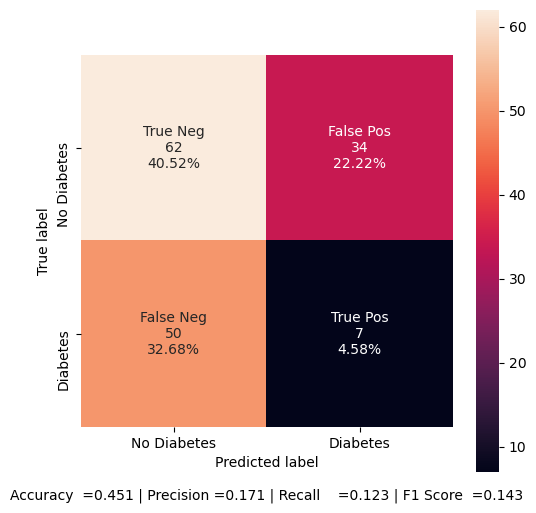 True Neg
62
40.52%
False Pos
34
22.22%
False Neg
50
32.68%
True Pos
7
4.58%
No Diabetes
Diabetes
True label
No Diabetes
Diabetes
Predicted label
60
50
40
30
20
10
Accuracy  =0.451 | Precision =0.171 | Recall    =0.123 | F1 Score  =0.143